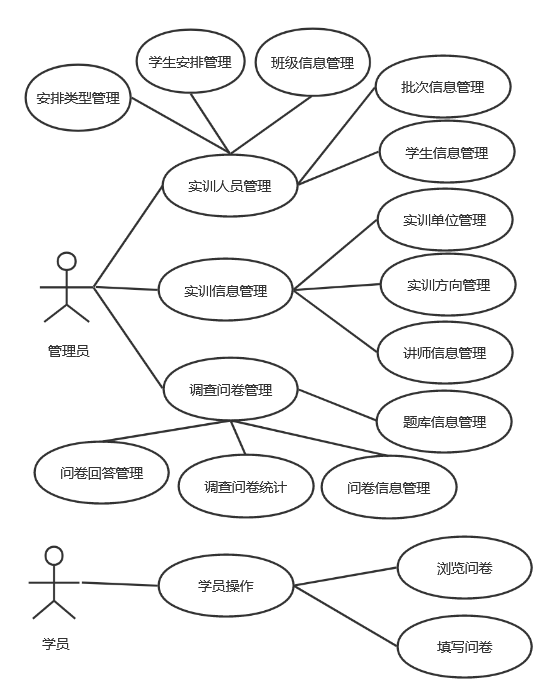 学生安排管理
班级信息管理
安排类型管理
批次信息管理
学生信息管理
实训人员管理
实训单位管理
实训信息管理
实训方向管理
管理员
讲师信息管理
调查问卷管理
题库信息管理
问卷回答管理
调查问卷统计
问卷信息管理
浏览问卷
学员操作
学员
填写问卷